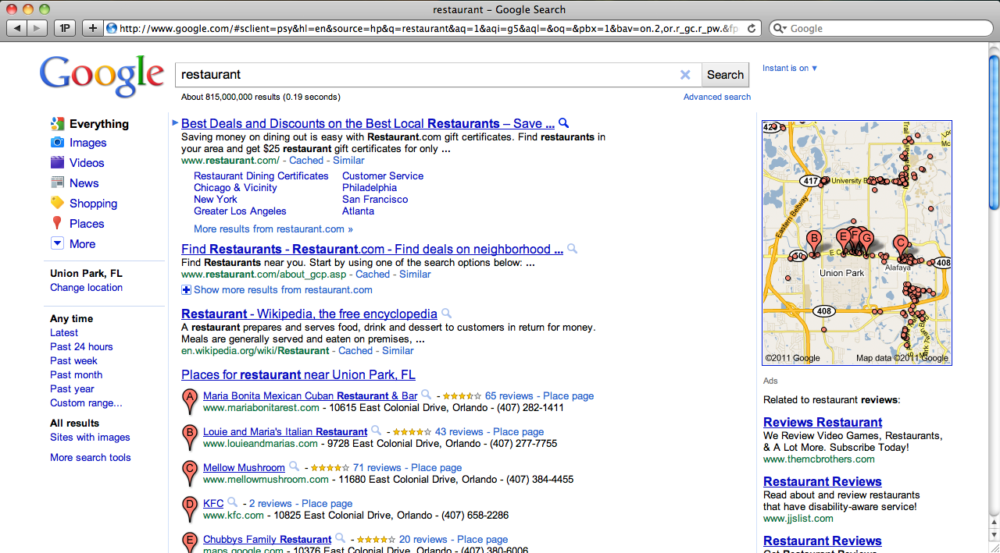 restaurant – Google Search
1P
+
http://www.google.com/#sclient=psy&hl=en&source=hp&q=restaurant&aq=1&aqi=g5&aql=&oq=&pbx=1&bav=on.2,or.r_gc.r_pw.&fp
Google
Google
restaurant
Search
Instant is on ▼
About 815,000,000 results (0.19 seconds)
Advanced search
Everything
Images
Videos
News
Shopping
Places
More
Union Park, FL
Change location
Any time
Latest
Past 24 hours
Past week
Past month
Past year
Custom range...
All results
Sites with images
More search tools
Best Deals and Discounts on the Best Local Restaurants – Save ...
Saving money on dining out is easy with Restaurant.com gift certificates. Find restaurants in
your area and get $25 restaurant gift certificates for only ...
www.restaurant.com/ - Cached - Similar
Restaurant Dining Certificates Customer Service
Chicago & Vicinity Philadelphia
New York San Francisco
Greater Los Angeles Atlanta
More results from restaurant.com »
Find Restaurants - Restaurant.com - Find deals on neighborhood ...
Find Restaurants near you. Start by using one of the search options below: ...
www.restaurant.com/about_gcp.asp - Cached - Similar
Show more results from restaurant.com
Restaurant - Wikipedia, the free encyclopedia
A restaurant prepares and serves food, drink and dessert to customers in return for money.
Meals are generally served and eaten on premises, ...
en.wikipedia.org/wiki/Restaurant - Cached - Similar
Places for restaurant near Union Park, FL
A Maria Bonita Mexican Cuban Restaurant & Bar - 65 reviews - Place page
www.mariabonitarest.com - 10615 East Colonial Drive, Orlando - (407) 282-1411
B Louie and Maria's Italian Restaurant - 43 reviews - Place page
www.louieandmarias.com - 9728 East Colonial Drive, Orlando - (407) 277-7755
C Mellow Mushroom - 71 reviews - Place page
www.mellowmushroom.com - 11680 East Colonial Drive, Orlando - (407) 384-4455
D KFC - 2 reviews - Place page
www.kfc.com - 10825 East Colonial Drive, Orlando - (407) 658-2286
E Chubbys Family Restaurant - 20 reviews - Place page
maps.google.com - 10376 East Colonial Drive, Orlando - (407) 380-6006
Trail
417
University B
Eastern Beltway
B
E
F
G
C
E C
Alafaya
408
Union Park
408
©2011 Google
Map data ©2011 Google
Ads
Related to restaurant reviews:
Reviews Restaurant
We Review Video Games, Restaurants,
& A Lot More. Subscribe Today!
www.themcbrothers.com
Restaurant Reviews
Read about and review restaurants
that have disability-aware service!
www.jjslist.com
Restaurant Reviews
Get Restaurant Reviews